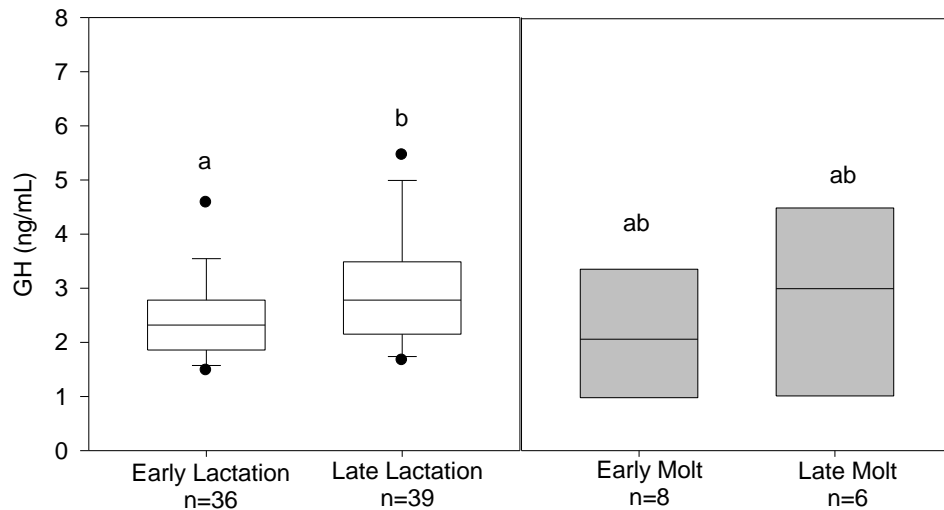 8
7
6
5
4
3
2
1
0
GH (ng/mL)
a
b
ab
ab
Early Lactation
n=36
Late Lactation
n=39
Early Molt
n=8
Late Molt
n=6